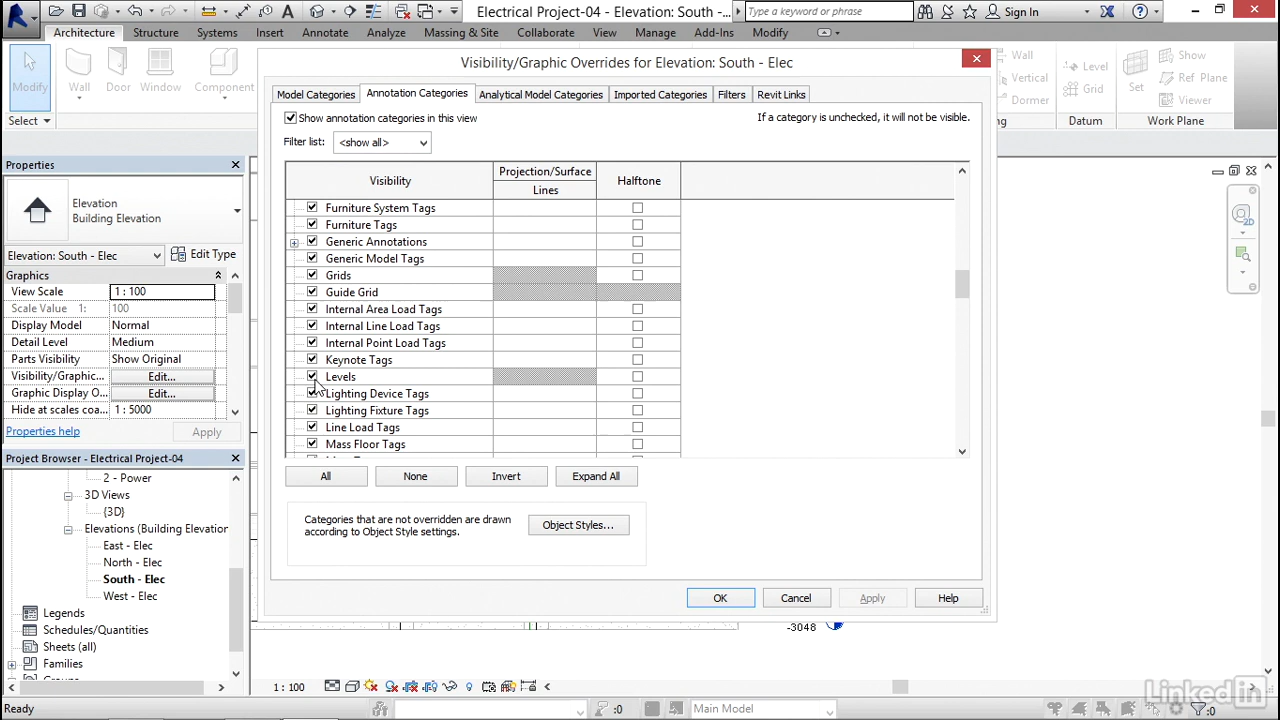 Electrical Project-04 - Elevation: South -...
Type a keyword or phrase
Sign In
Architecture Structure Systems Insert Annotate Analyze Massing & Site Collaborate View Manage Add-Ins Modify
Modify Wall Door Window Component
Wall
Vertical
Dormer
Level
Grid
Set
Show
Ref Plane
Viewer
Select
Datum
Work Plane
Visibility/Graphic Overrides for Elevation: South - Elec
Model Categories Annotation Categories Analytical Model Categories Imported Categories Filters Revit Links
Show annotation categories in this view
If a category is unchecked, it will not be visible.
Filter list: <show all>
Visibility
Projection/Surface
Lines
Halftone
Furniture System Tags
Furniture Tags
Generic Annotations
Generic Model Tags
Grids
Guide Grid
Internal Area Load Tags
Internal Line Load Tags
Internal Point Load Tags
Keynote Tags
Levels
Lighting Device Tags
Lighting Fixture Tags
Line Load Tags
Mass Floor Tags
All None Invert Expand All
Categories that are not overridden are drawn
according to Object Style settings.
Object Styles...
OK Cancel Apply Help
Properties
Elevation
Building Elevation
Elevation: South - Elec
Edit Type
Graphics
View Scale 1 : 100
Scale Value 1: 100
Display Model Normal
Detail Level Medium
Parts Visibility Show Original
Visibility/Graphic... Edit...
Graphic Display O... Edit...
Hide at scales coa... 1 : 5000
Properties help
Apply
Project Browser - Electrical Project-04
2 - Power
3D Views
{3D}
Elevations (Building Elevation
East - Elec
North - Elec
South - Elec
West - Elec
Legends
Schedules/Quantities
Sheets (all)
Families
-3048
2D
1 : 100
Ready
:0
Main Model
:0
LinkedIn